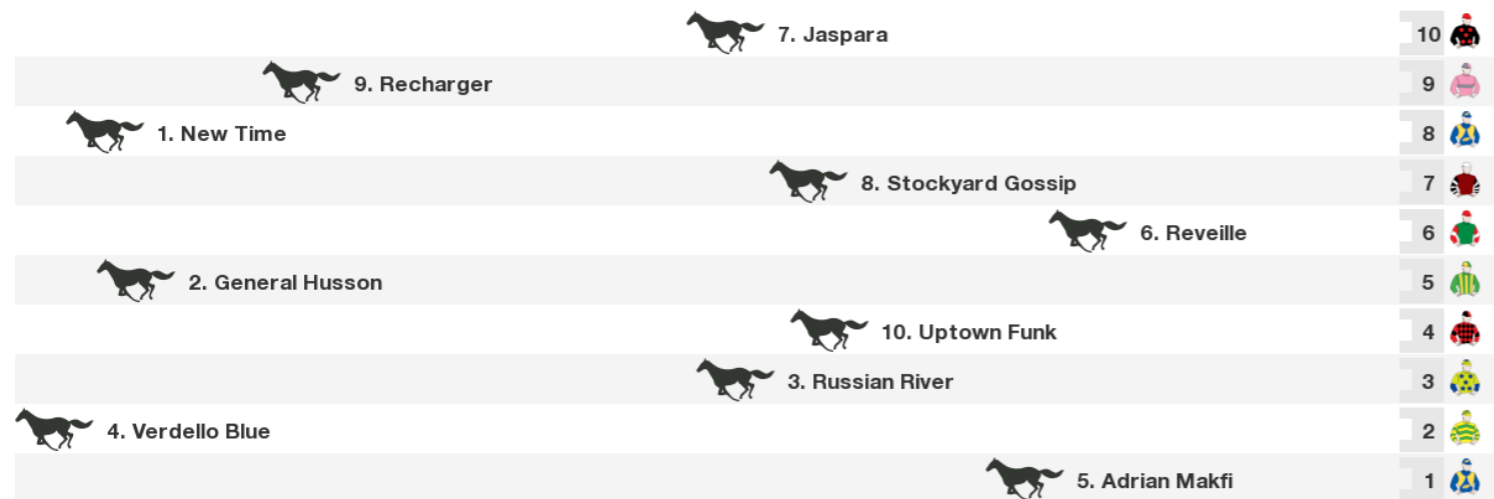 7. Jaspara 10
9. Recharger 9
1. New Time 8
8. Stockyard Gossip 7
6. Reveille 6
2. General Husson 5
10. Uptown Funk 4
3. Russian River 3
4. Verdello Blue 2
5. Adrian Makfi 1